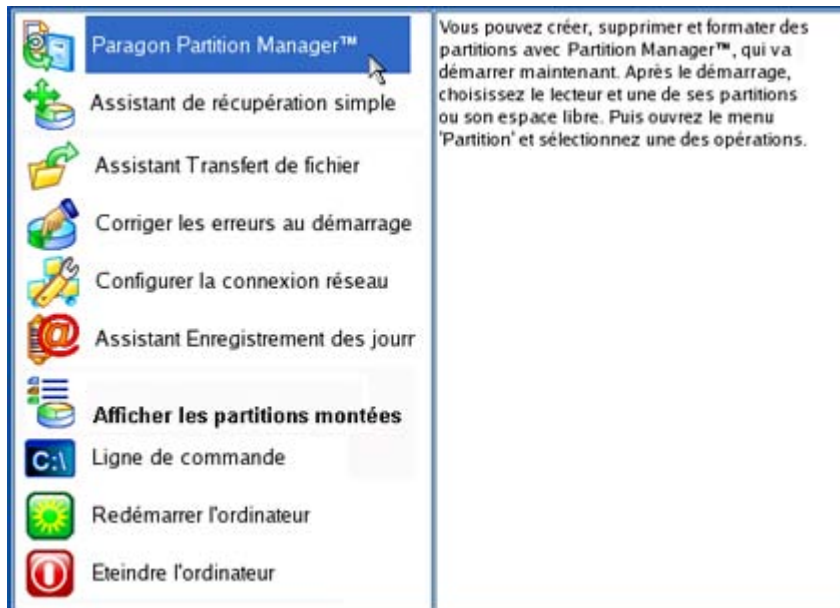 Paragon Partition Manager™
Assistant de récupération simple
Assistant Transfert de fichier
Corriger les erreurs au démarrage
Configurer la connexion réseau
Assistant Enregistrement des jourr
Afficher les partitions montées
C:\
Ligne de commande
Redémarrer l'ordinateur
Eteindre l'ordinateur
Vous pouvez créer, supprimer et formater des
partitions avec Partition Manager™, qui va
démarrer maintenant. Après le démarrage,
choisissez le lecteur et une de ses partitions
ou son espace libre. Puis ouvrez le menu
'Partition' et sélectionnez une des opérations.